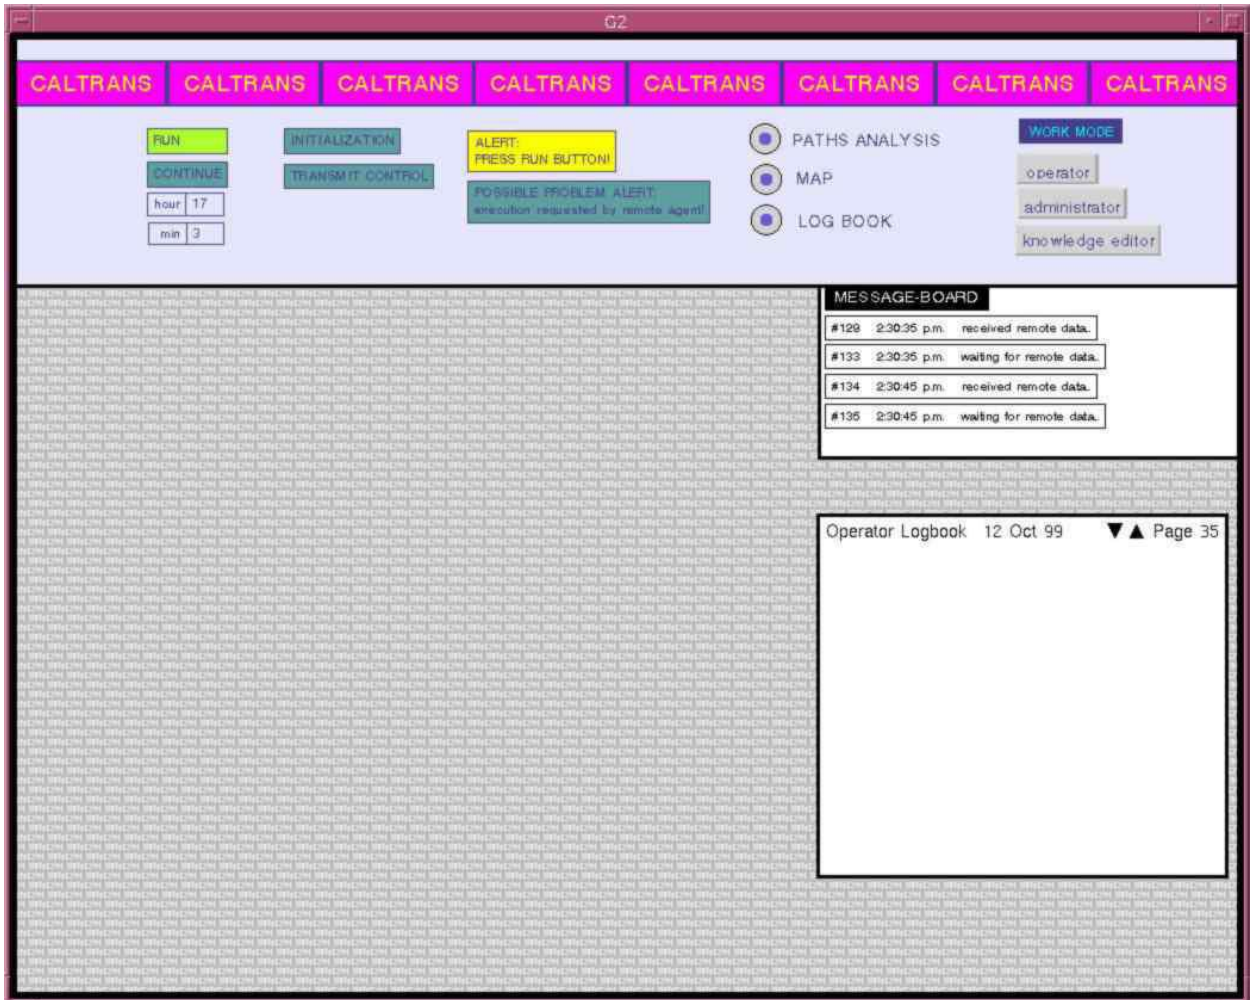 G2
CALTRANS CALTRANS CALTRANS CALTRANS CALTRANS CALTRANS CALTRANS CALTRANS
RUN
CONTINUE
hour 17
min 3
INITIALIZATION
TRANSMIT CONTROL
ALERT:
PRESS RUN BUTTON!
POSSIBLE PROBLEM ALERT:
execution requested by remote agent!
PATHS ANALYSIS
MAP
LOG BOOK
WORK MODE
operator
administrator
knowledge editor
MESSAGE-BOARD
#129 2:30:35 p.m. received remote data.
#133 2:30:35 p.m. waiting for remote data.
#134 2:30:45 p.m. received remote data.
#135 2:30:45 p.m. waiting for remote data.
Operator Logbook 12 Oct 99 ▼ ▲ Page 35